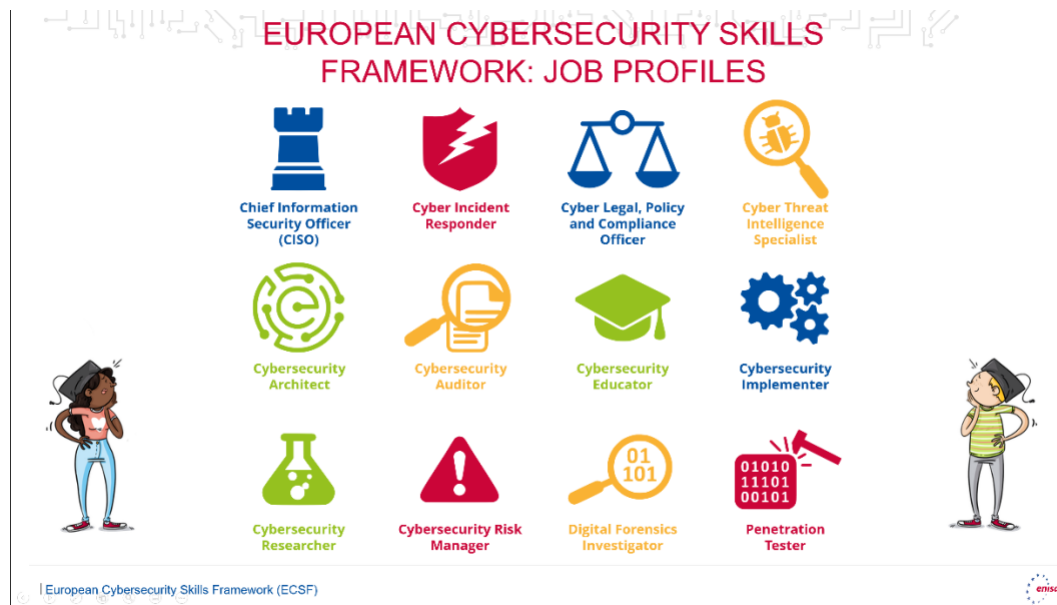 EUROPEAN CYBERSECURITY SKILLS
FRAMEWORK: JOB PROFILES
Chief Information
Security Officer
(CISO)
Cyber Incident
Responder
Cyber Legal, Policy
and Compliance
Officer
Cyber Threat
Intelligence
Specialist
Cybersecurity
Architect
Cybersecurity
Auditor
Cybersecurity
Educator
Cybersecurity
Implementer
01
101
01010
11101
00101
Cybersecurity
Researcher
Cybersecurity Risk
Manager
Digital Forensics
Investigator
Penetration
Tester
European Cybersecurity Skills Framework (ECSF)
enisa